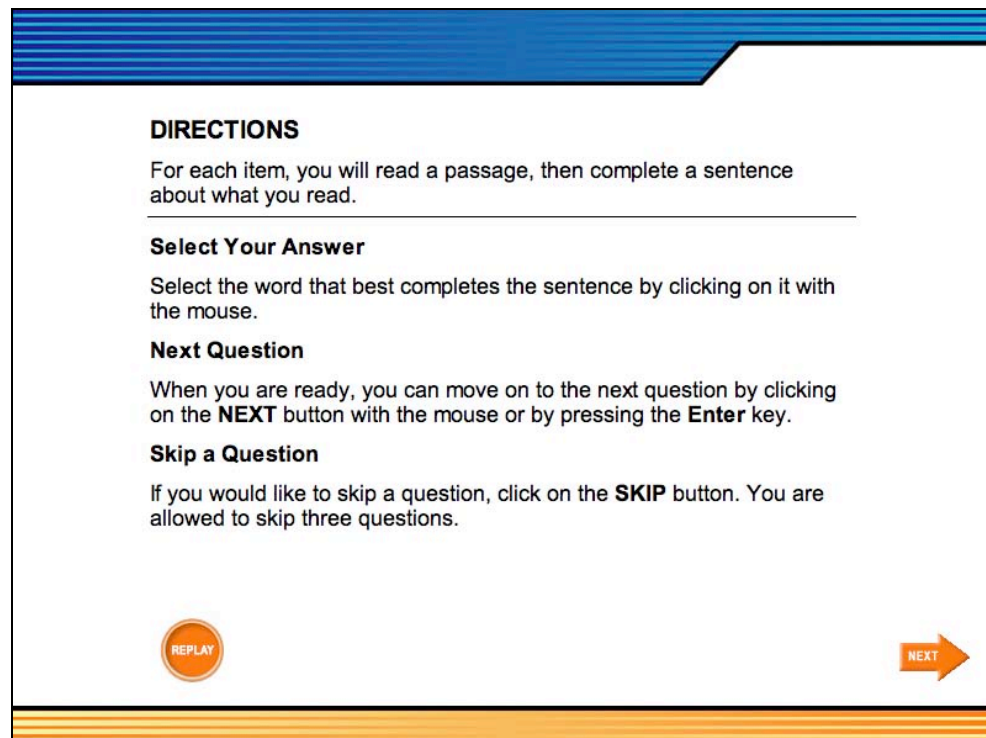 DIRECTIONS
For each item, you will read a passage, then complete a sentence
about what you read.
Select Your Answer
Select the word that best completes the sentence by clicking on it with
the mouse.
Next Question
When you are ready, you can move on to the next question by clicking
on the NEXT button with the mouse or by pressing the Enter key.
Skip a Question
If you would like to skip a question, click on the SKIP button. You are
allowed to skip three questions.
REPLAY
NEXT